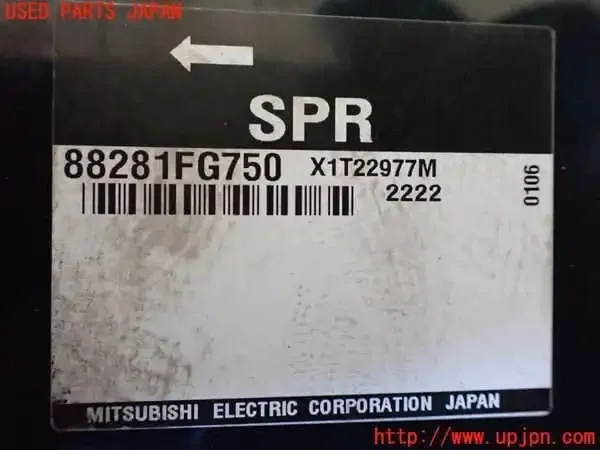 USED PARTS JAPAN
SPR
88281FG750 X1T22977M
2222
0106
MITSUBISHI ELECTRIC CORPORATION JAPAN
http://www.upjpn.com